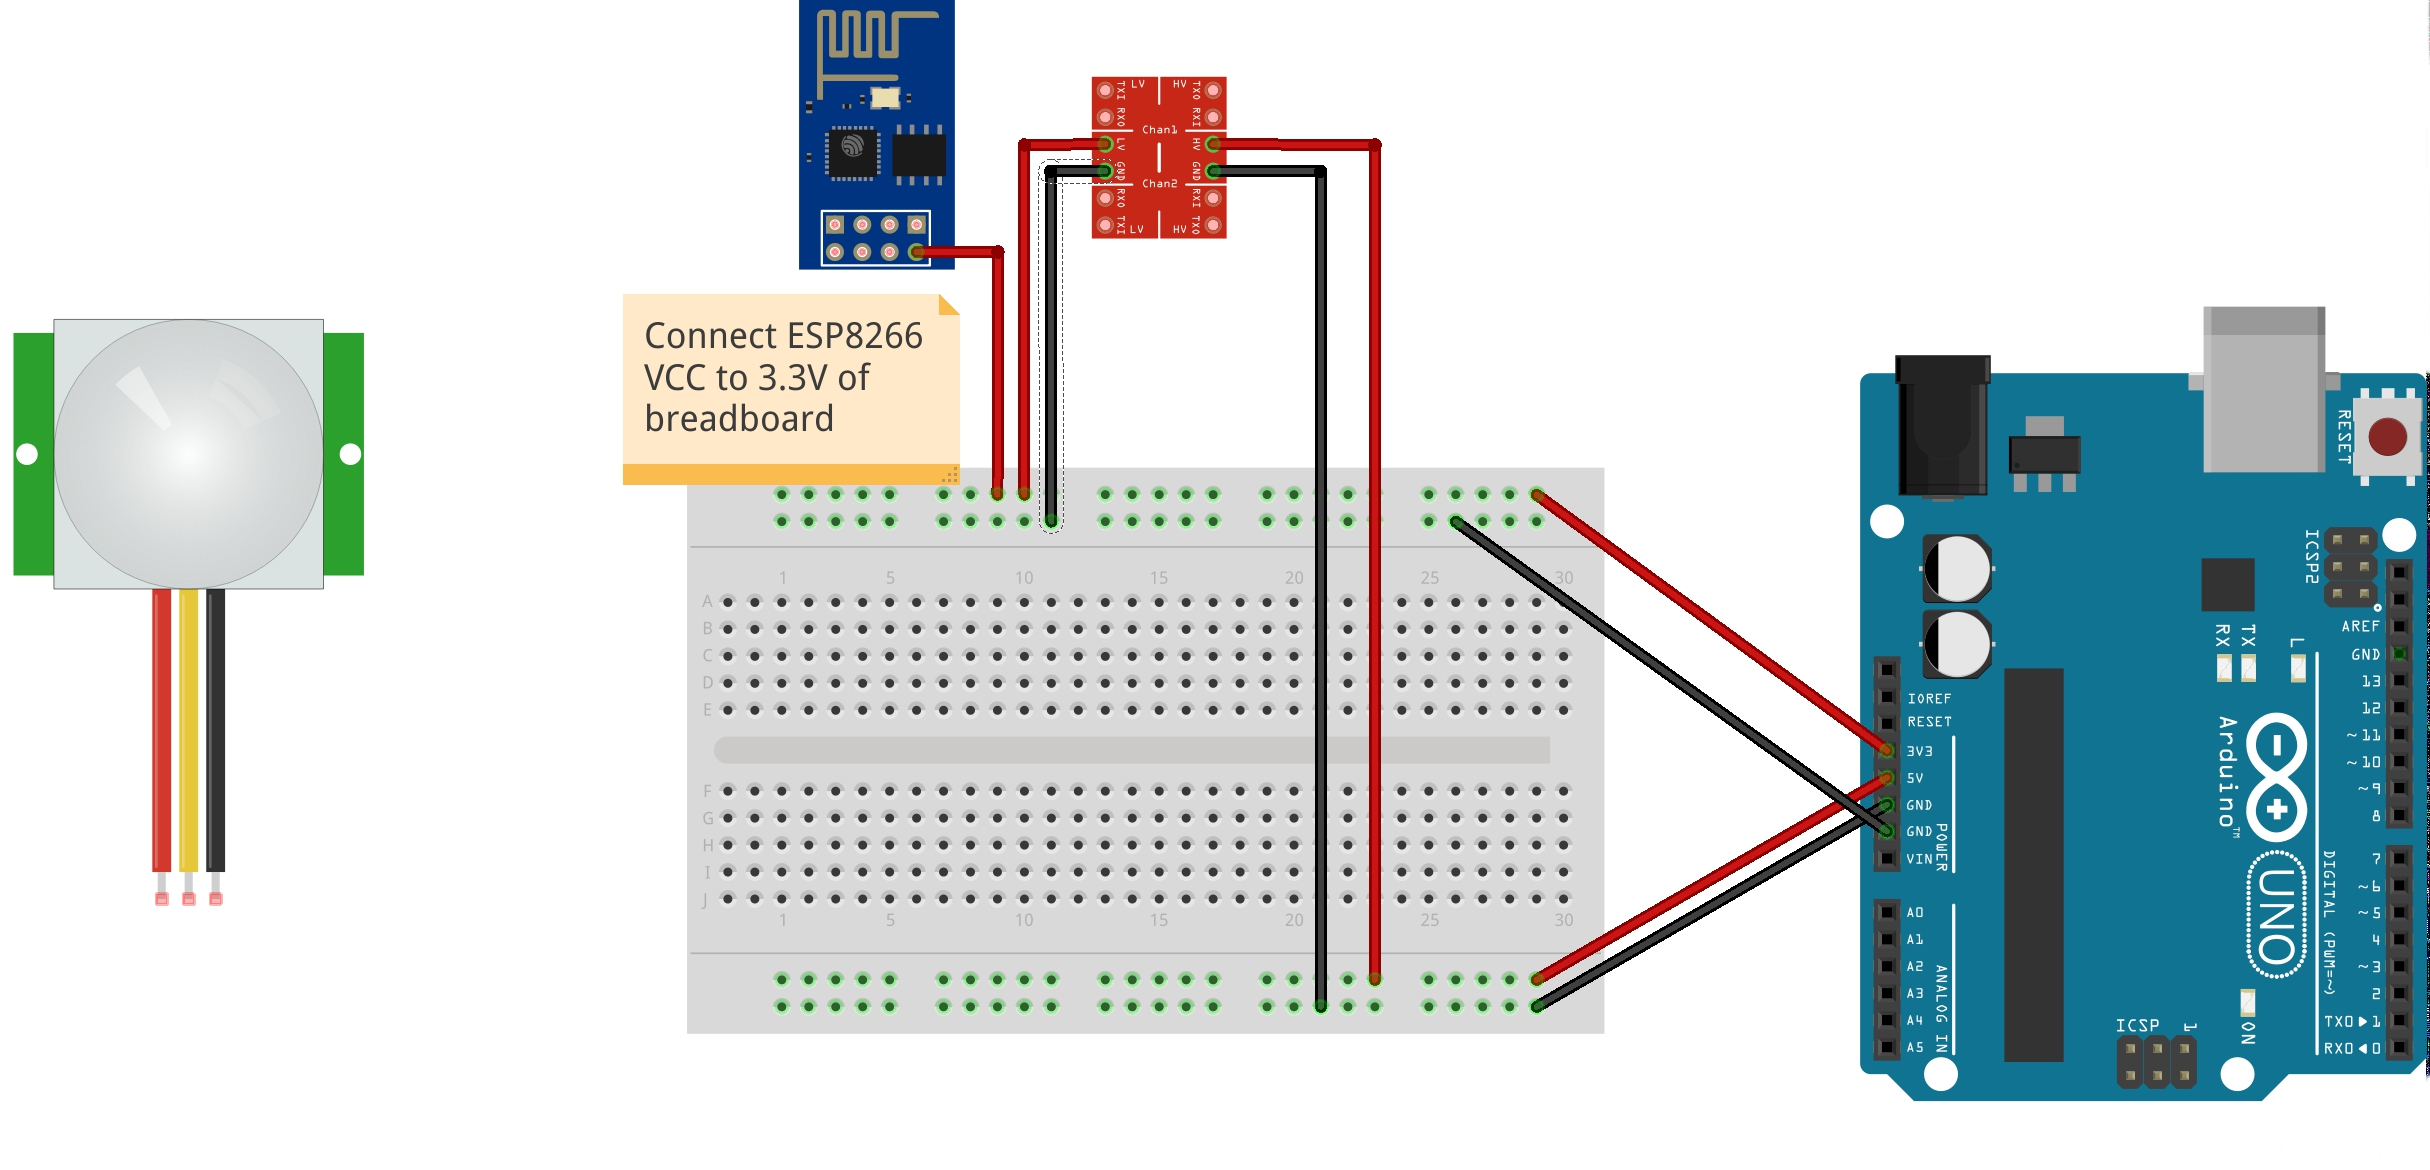 LV HV
TXI TXO
RXO RXI
Chan1
LV HV
GND GND
Chan2
RXO RXI
TXI TXO
LV HV
Connect ESP8266
VCC to 3.3V of
breadboard
1 5 10 15 20 25 30
A
B
C
D
E
F
G
H
I
J
1 5 10 15 20 25 30
RESET
ICSP2
RX TX L
AREF
GND
13
12
~11
~10
~9
8
7
~6
~5
4
~3
2
TX0►1
RX0◄0
IOREF
RESET
3V3
5V
GND
GND
VIN
POWER
A0
A1
A2
A3
A4
A5
ANALOG IN
Arduino™
UNO
DIGITAL (PWM=~)
ICSP 1
ON